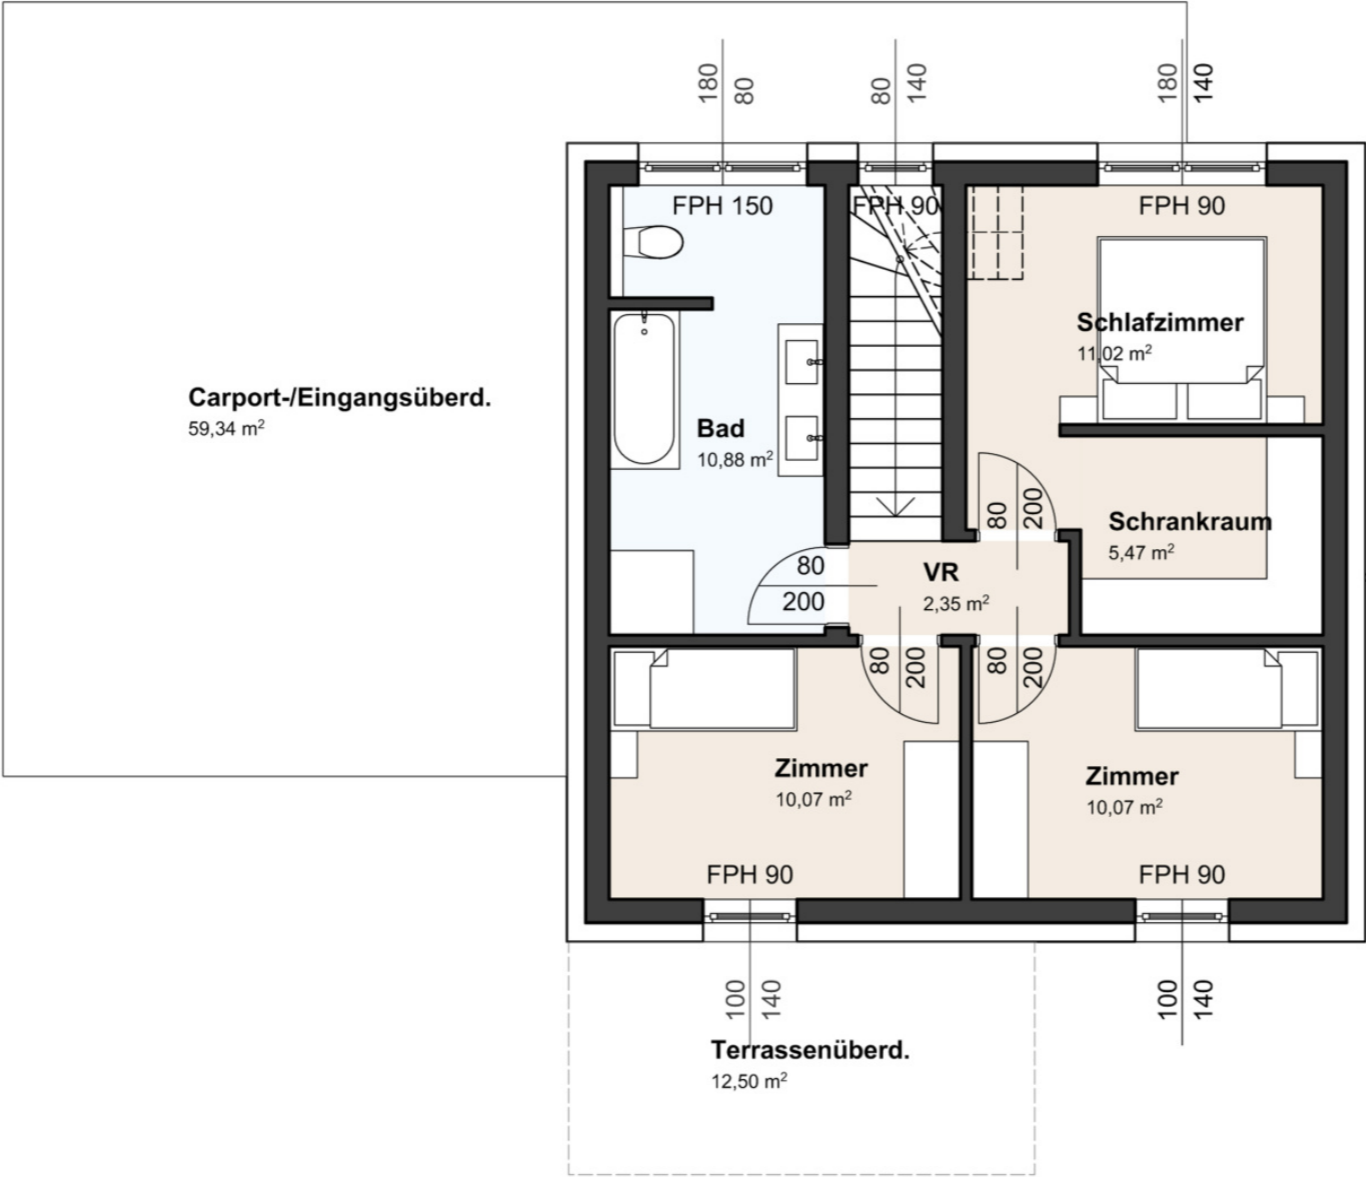 180
80
80
140
180
140
FPH 150
FPH 90
FPH 90
Schlafzimmer
11,02 m²
Carport-/Eingangsüberd.
59,34 m²
Bad
10,88 m²
80
200
Schrankraum
5,47 m²
80
200
VR
2,35 m²
80
200
80
200
Zimmer
10,07 m²
Zimmer
10,07 m²
FPH 90
FPH 90
100
140
100
140
Terrassenüberd.
12,50 m²